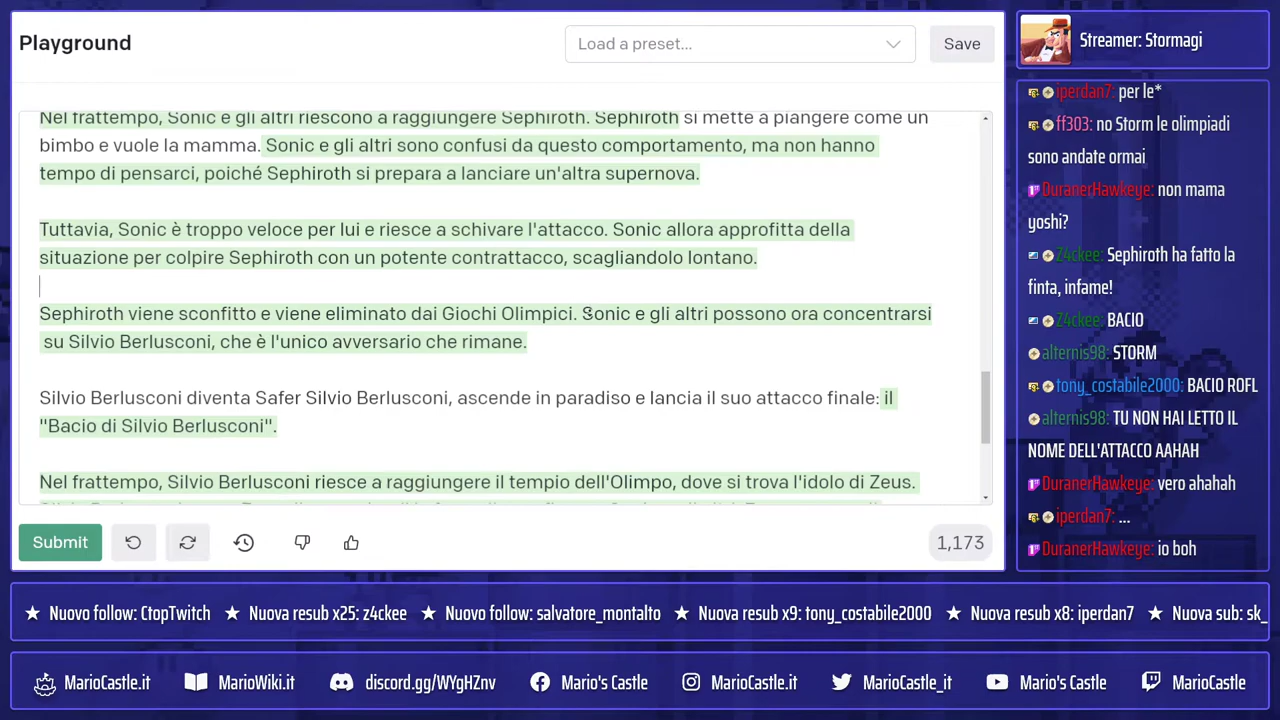 Playground
Load a preset...
Save
Nel frattempo, Sonic e gli altri riescono a raggiungere Sephiroth. Sephiroth si mette a piangere come un
bimbo e vuole la mamma. Sonic e gli altri sono confusi da questo comportamento, ma non hanno
tempo di pensarci, poiché Sephiroth si prepara a lanciare un'altra supernova.
Tuttavia, Sonic è troppo veloce per lui e riesce a schivare l'attacco. Sonic allora approfitta della
situazione per colpire Sephiroth con un potente contrattacco, scagliandolo lontano.
Sephiroth viene sconfitto e viene eliminato dai Giochi Olimpici. Sonic e gli altri possono ora concentrarsi
su Silvio Berlusconi, che è l'unico avversario che rimane.
Silvio Berlusconi diventa Safer Silvio Berlusconi, ascende in paradiso e lancia il suo attacco finale: il
"Bacio di Silvio Berlusconi".
Nel frattempo, Silvio Berlusconi riesce a raggiungere il tempio dell'Olimpo, dove si trova l'idolo di Zeus.
Submit
1,173
Streamer: Stormagi
iperdan7: per le*
ff303: no Storm le olimpiadi
sono andate ormai
DuranerHawkeye: non mama
yoshi?
Z4ckee: Sephiroth ha fatto la
finta, infame!
Z4ckee: BACIO
alternis98: STORM
tony_costabile2000: BACIO ROFL
alternis98: TU NON HAI LETTO IL
NOME DELL'ATTACCO AAHAH
DuranerHawkeye: vero ahahah
iperdan7: ...
DuranerHawkeye: io boh
★ Nuovo follow: CtopTwitch ★ Nuova resub x25: z4ckee ★ Nuovo follow: salvatore_montalto ★ Nuova resub x9: tony_costabile2000 ★ Nuova resub x8: iperdan7 ★ Nuova sub: sk_
MarioCastle.it MarioWiki.it discord.gg/WYgHZnv Mario's Castle MarioCastle.it MarioCastle_it Mario's Castle MarioCastle